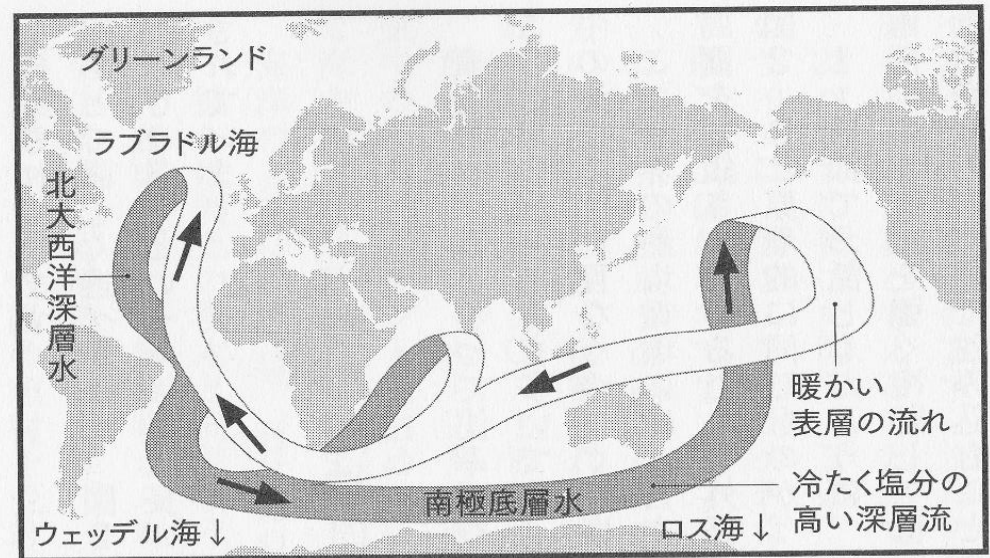 グリーンランド
ラブラドル海
北大西洋深層水
暖かい
表層の流れ
冷たく塩分の
高い深層流
南極底層水
ウェッデル海↓
ロス海↓